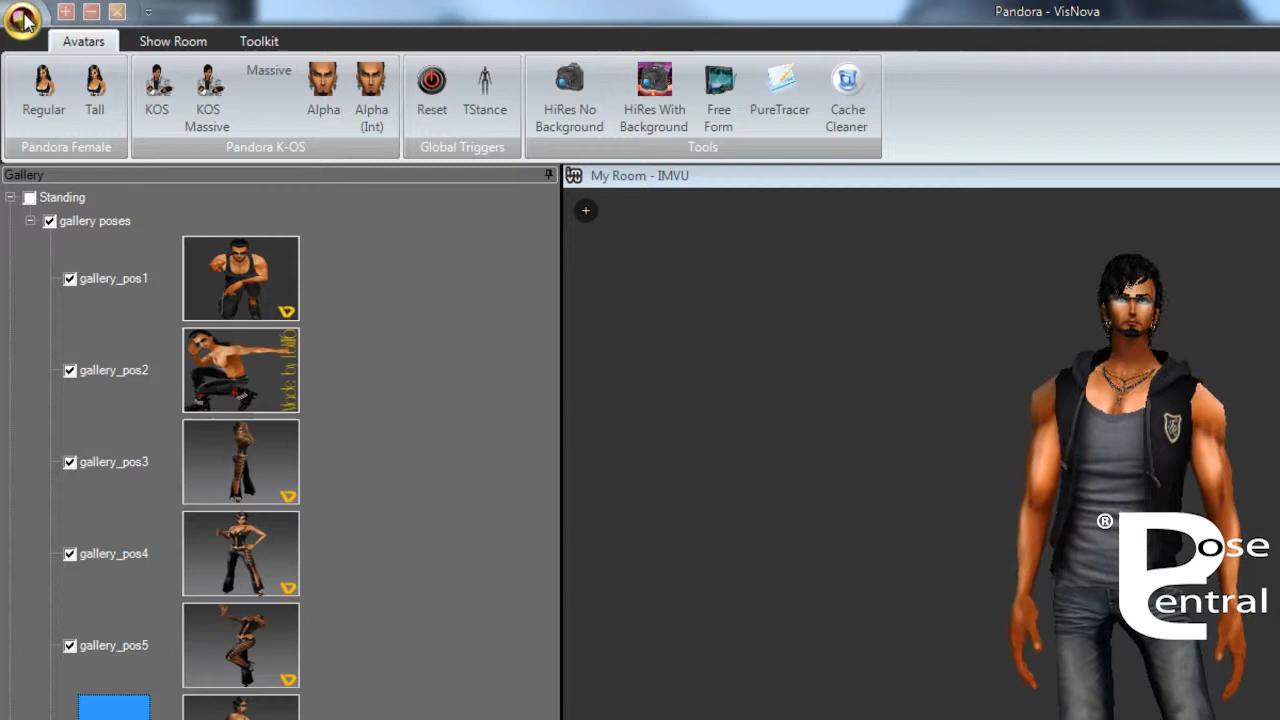 Pandora - VisNova
Avatars
Show Room
Toolkit
Regular
Tall
Pandora Female
KOS
KOS Massive
Massive
Alpha
Alpha (Int)
Pandora K-OS
Reset
TStance
Global Triggers
HiRes No Background
HiRes With Background
Free Form
PureTracer
Cache Cleaner
Tools
Gallery
My Room - IMVU
Standing
gallery poses
gallery_pos1
gallery_pos2
Made by
gallery_pos3
gallery_pos4
gallery_pos5
® Pose
Central